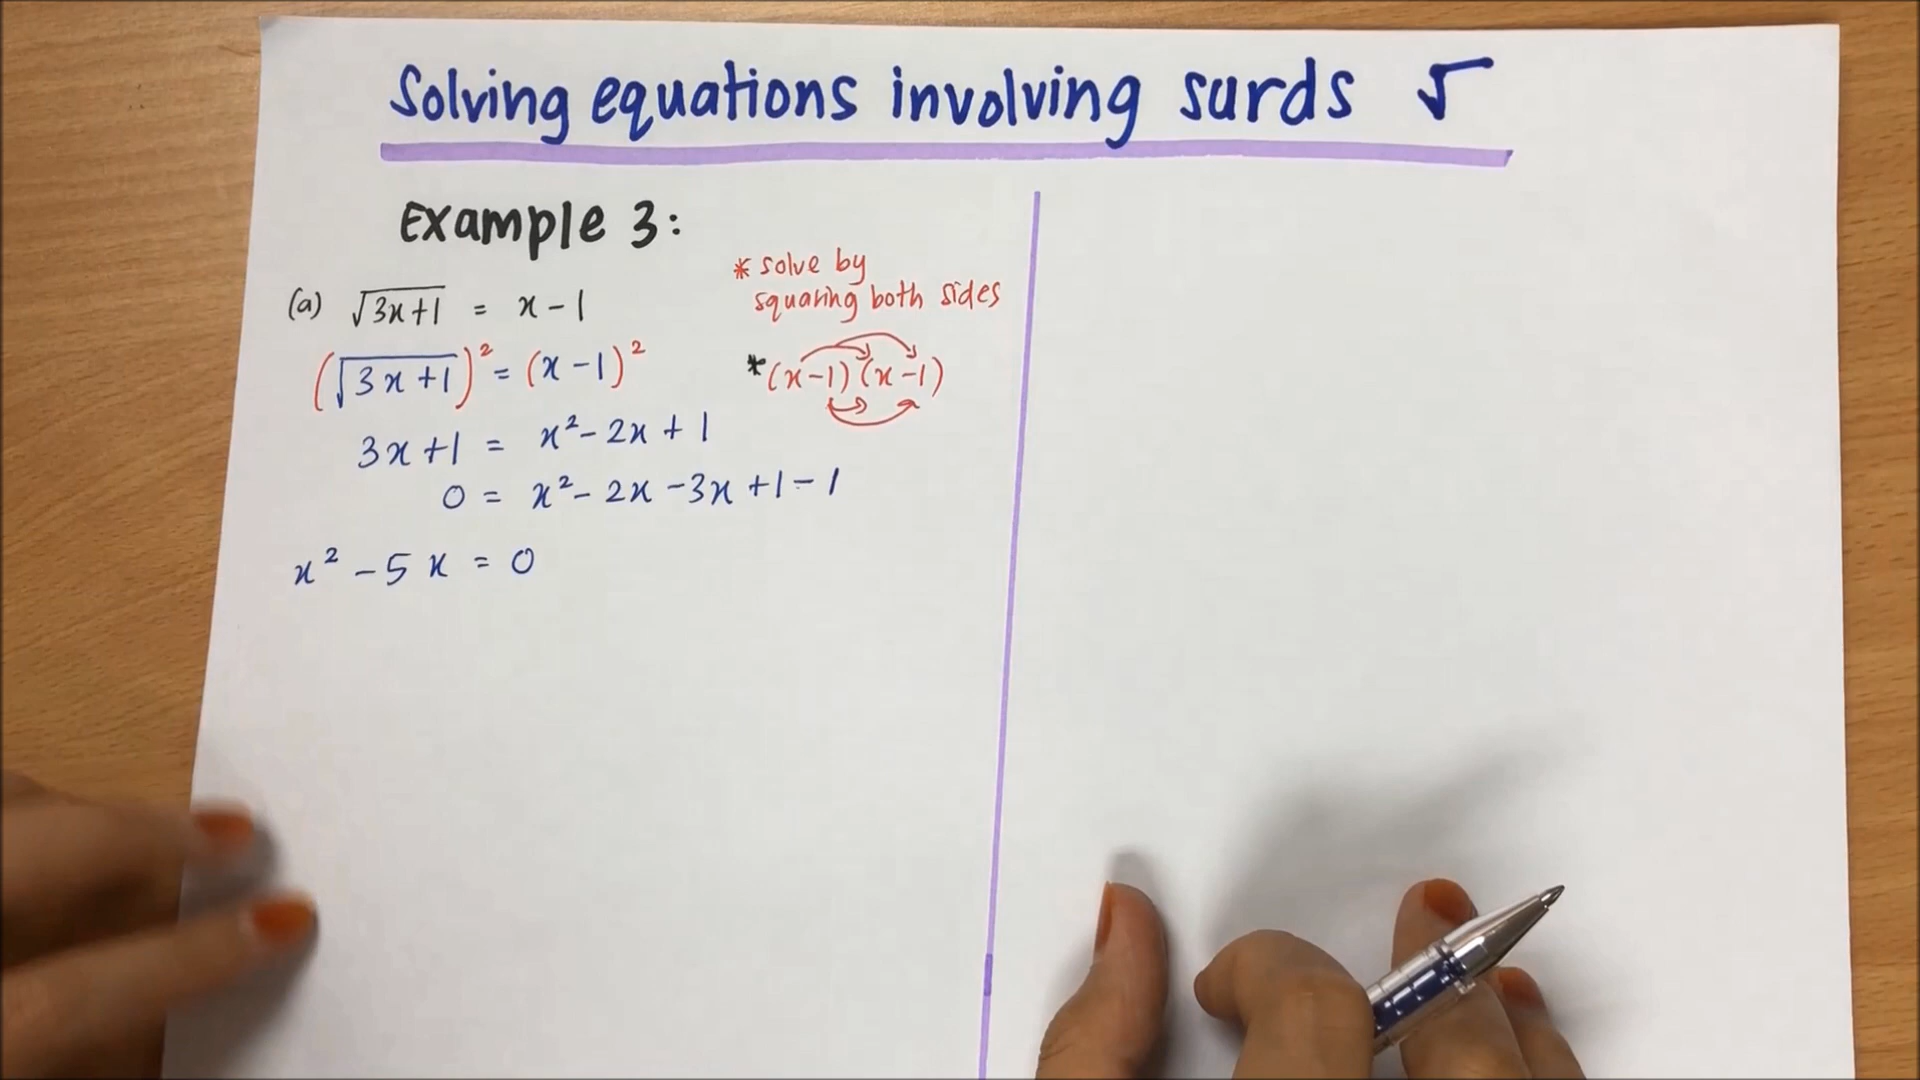 Solving equations involving surds √
Example 3:
* solve by
squaring both sides
(a) √3x+1 = x-1
(√3x+1)² = (x-1)²
*(x-1)(x-1)
3x+1 = x²-2x+1
0 = x²-2x-3x+1-1
x²-5x = 0